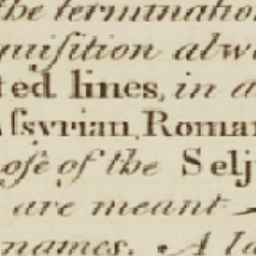 the termination
quiſition alw
ted lines, in a
Aſsyrian, Roman
oſe of the Selj
are meant
names. A la